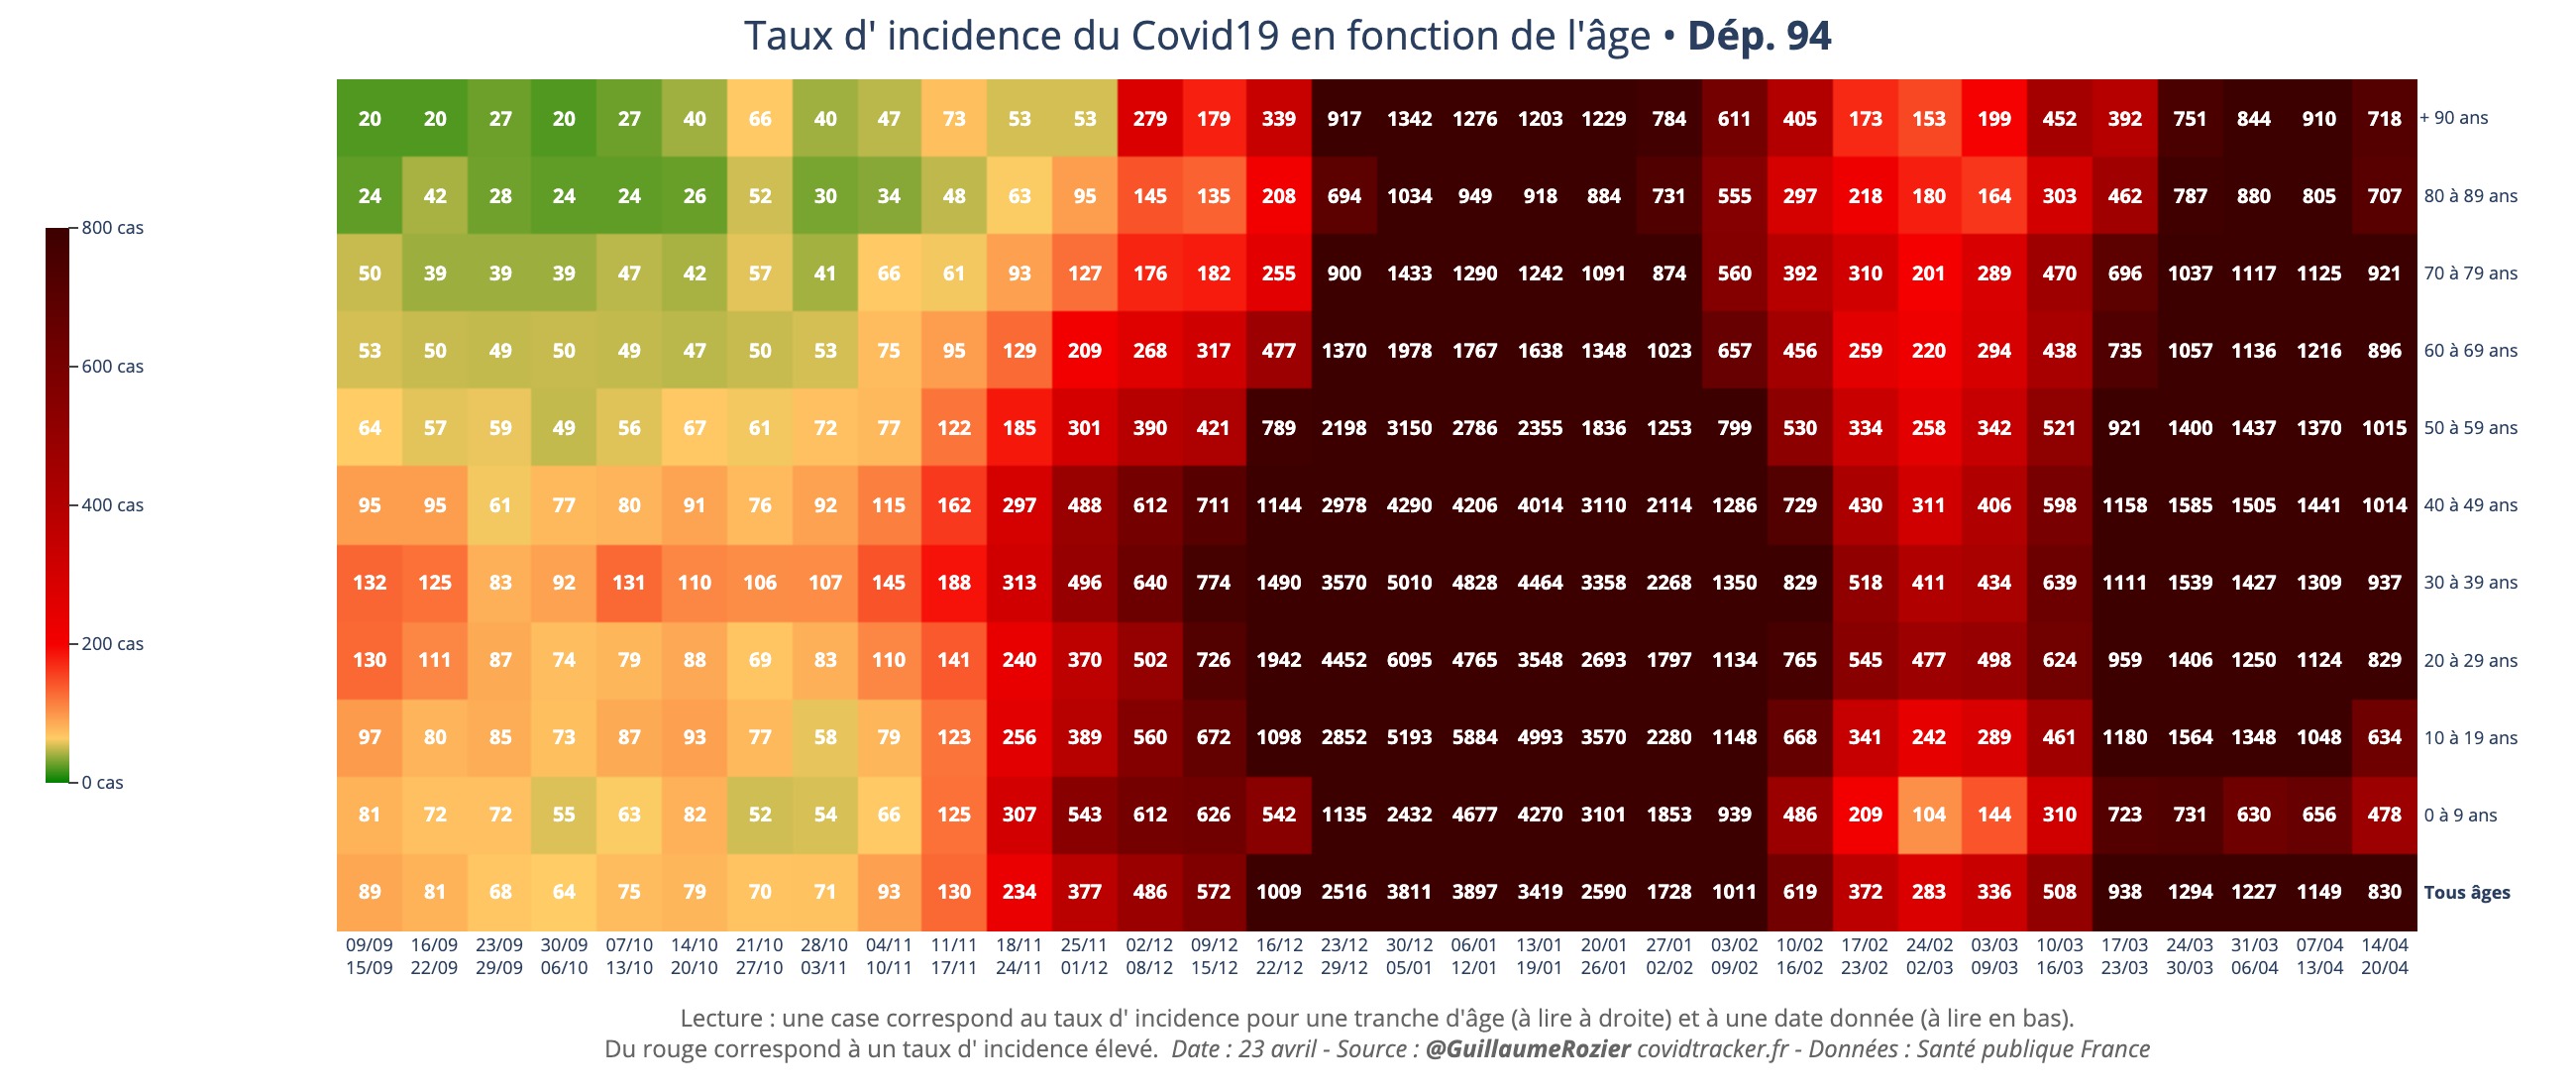 Taux d' incidence du Covid19 en fonction de l'âge • Dép. 94
20 20 27 20 27 40 66 40 47 73 53 53 279 179 339 917 1342 1276 1203 1229 784 611 405 173 153 199 452 392 751 844 910 718 + 90 ans
24 42 28 24 24 26 52 30 34 48 63 95 145 135 208 694 1034 949 918 884 731 555 297 218 180 164 303 462 787 880 805 707 80 à 89 ans
800 cas
50 39 39 39 47 42 57 41 66 61 93 127 176 182 255 900 1433 1290 1242 1091 874 560 392 310 201 289 470 696 1037 1117 1125 921 70 à 79 ans
53 50 49 50 49 47 50 53 75 95 129 209 268 317 477 1370 1978 1767 1638 1348 1023 657 456 259 220 294 438 735 1057 1136 1216 896 60 à 69 ans
600 cas
64 57 59 49 56 67 61 72 77 122 185 301 390 421 789 2198 3150 2786 2355 1836 1253 799 530 334 258 342 521 921 1400 1437 1370 1015 50 à 59 ans
400 cas
95 95 61 77 80 91 76 92 115 162 297 488 612 711 1144 2978 4290 4206 4014 3110 2114 1286 729 430 311 406 598 1158 1585 1505 1441 1014 40 à 49 ans
132 125 83 92 131 110 106 107 145 188 313 496 640 774 1490 3570 5010 4828 4464 3358 2268 1350 829 518 411 434 639 1111 1539 1427 1309 937 30 à 39 ans
200 cas
130 111 87 74 79 88 69 83 110 141 240 370 502 726 1942 4452 6095 4765 3548 2693 1797 1134 765 545 477 498 624 959 1406 1250 1124 829 20 à 29 ans
97 80 85 73 87 93 77 58 79 123 256 389 560 672 1098 2852 5193 5884 4993 3570 2280 1148 668 341 242 289 461 1180 1564 1348 1048 634 10 à 19 ans
0 cas
81 72 72 55 63 82 52 54 66 125 307 543 612 626 542 1135 2432 4677 4270 3101 1853 939 486 209 104 144 310 723 731 630 656 478 0 à 9 ans
89 81 68 64 75 79 70 71 93 130 234 377 486 572 1009 2516 3811 3897 3419 2590 1728 1011 619 372 283 336 508 938 1294 1227 1149 830 Tous âges
09/09 16/09 23/09 30/09 07/10 14/10 21/10 28/10 04/11 11/11 18/11 25/11 02/12 09/12 16/12 23/12 30/12 06/01 13/01 20/01 27/01 03/02 10/02 17/02 24/02 03/03 10/03 17/03 24/03 31/03 07/04 14/04
15/09 22/09 29/09 06/10 13/10 20/10 27/10 03/11 10/11 17/11 24/11 01/12 08/12 15/12 22/12 29/12 05/01 12/01 19/01 26/01 02/02 09/02 16/02 23/02 02/03 09/03 16/03 23/03 30/03 06/04 13/04 20/04
Lecture : une case correspond au taux d' incidence pour une tranche d'âge (à lire à droite) et à une date donnée (à lire en bas).
Du rouge correspond à un taux d' incidence élevé. Date : 23 avril - Source : @GuillaumeRozier covidtracker.fr - Données : Santé publique France